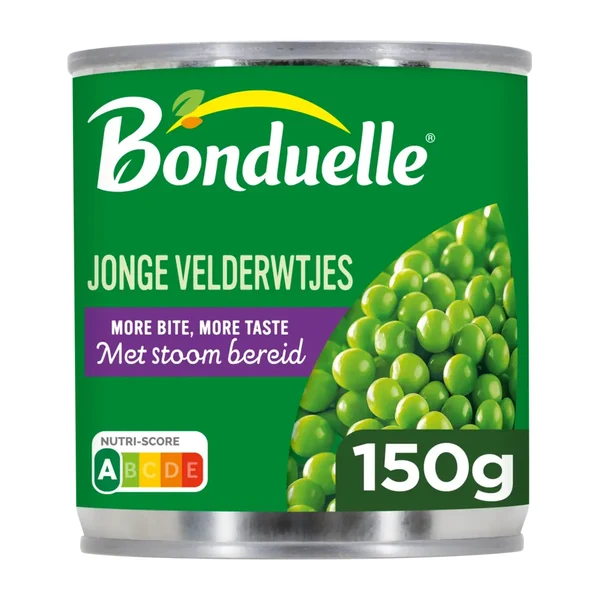 Bonduelle®
JONGE VELDERWTJES
MORE BITE, MORE TASTE
Met stoom bereid
NUTRI-SCORE
A B C D E
150g